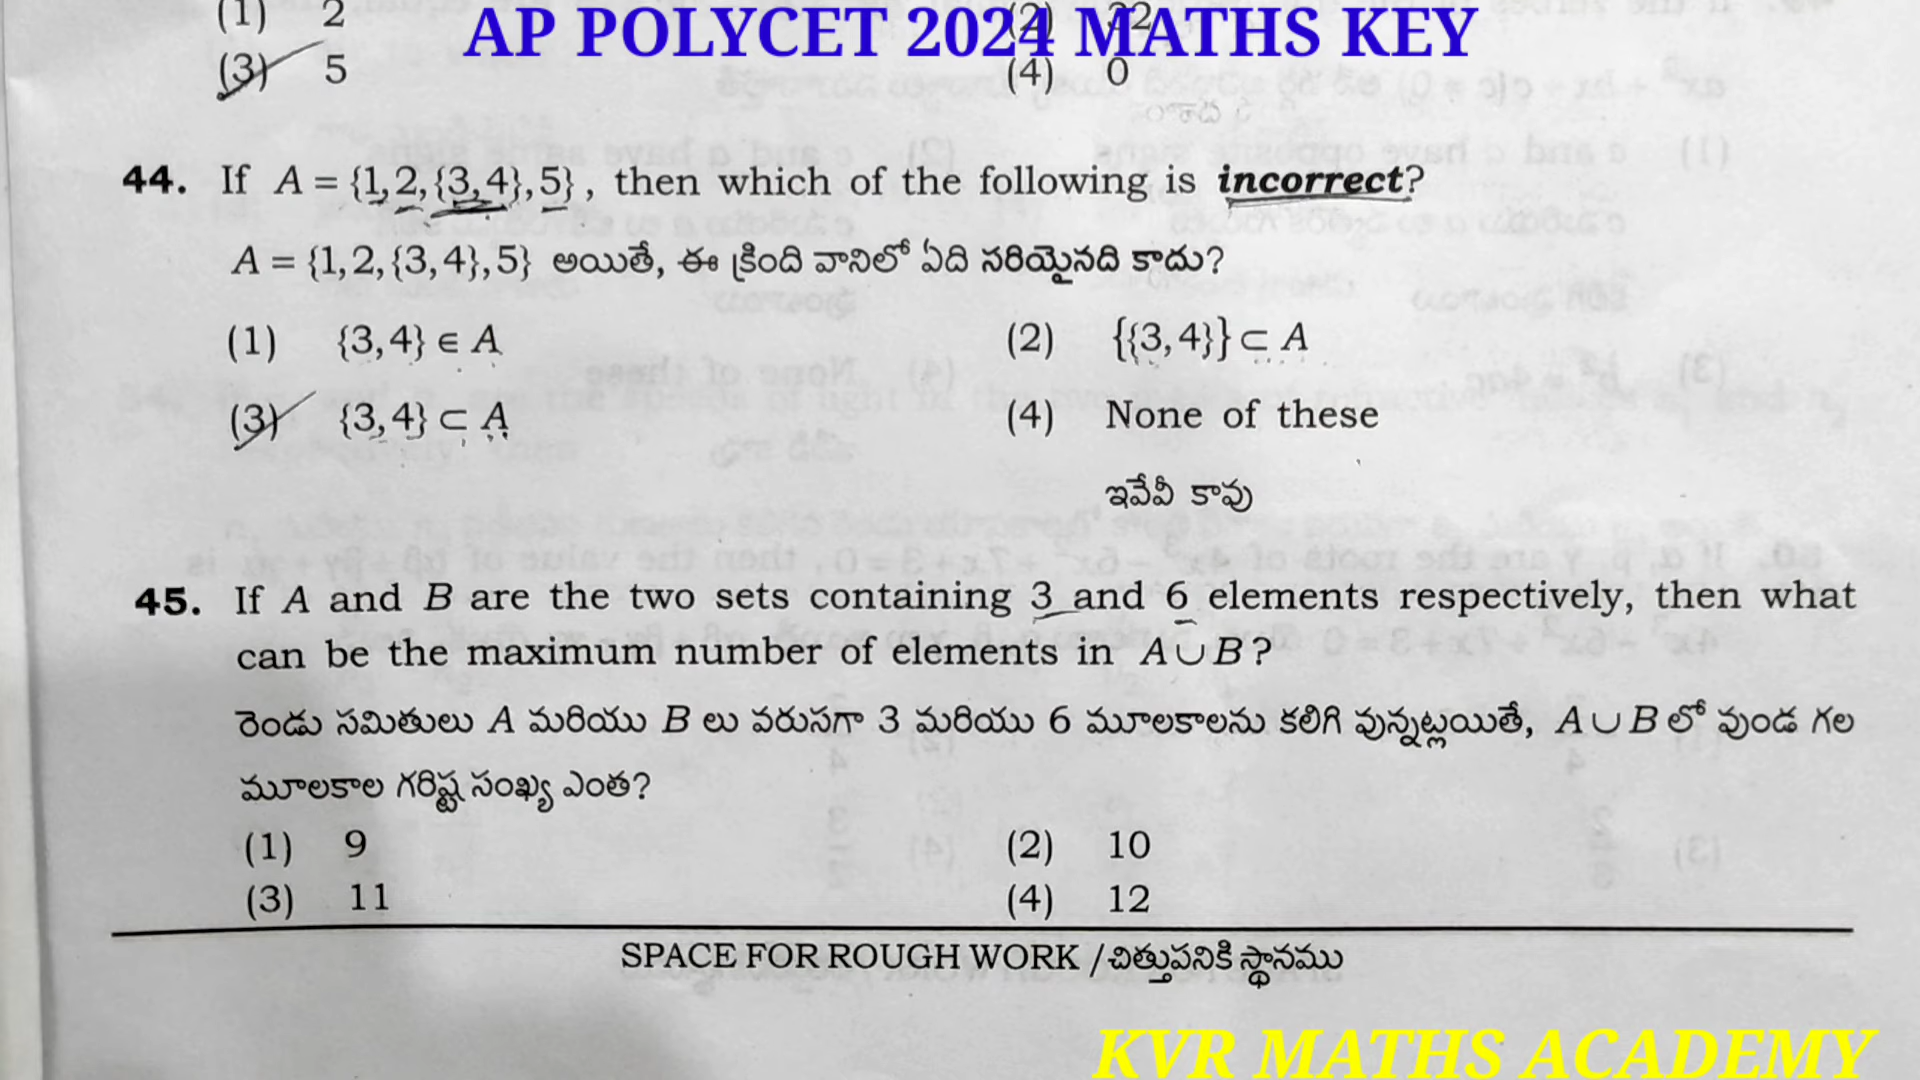 (1) 2 (2) 32
AP POLYCET 2024 MATHS KEY
(3) 5 (4) 0
44. If A = {1,2,{3,4},5}, then which of the following is incorrect?
A = {1,2,{3,4},5} అయితే, ఈ క్రింది వానిలో ఏది సరియైనది కాదు?
(1) {3,4} ∈ A (2) {{3,4}} ⊂ A
(3) {3,4} ⊂ A (4) None of these
ఇవేవీ కావు
45. If A and B are the two sets containing 3 and 6 elements respectively, then what
can be the maximum number of elements in A ∪ B?
రెండు సమితులు A మరియు B లు వరుసగా 3 మరియు 6 మూలకాలను కలిగి వున్నట్లయితే, A ∪ B లో వుండ గల
మూలకాల గరిష్ట సంఖ్య ఎంత?
(1) 9 (2) 10
(3) 11 (4) 12
SPACE FOR ROUGH WORK / చిత్తుపనికి స్థానము
KVR MATHS ACADEMY